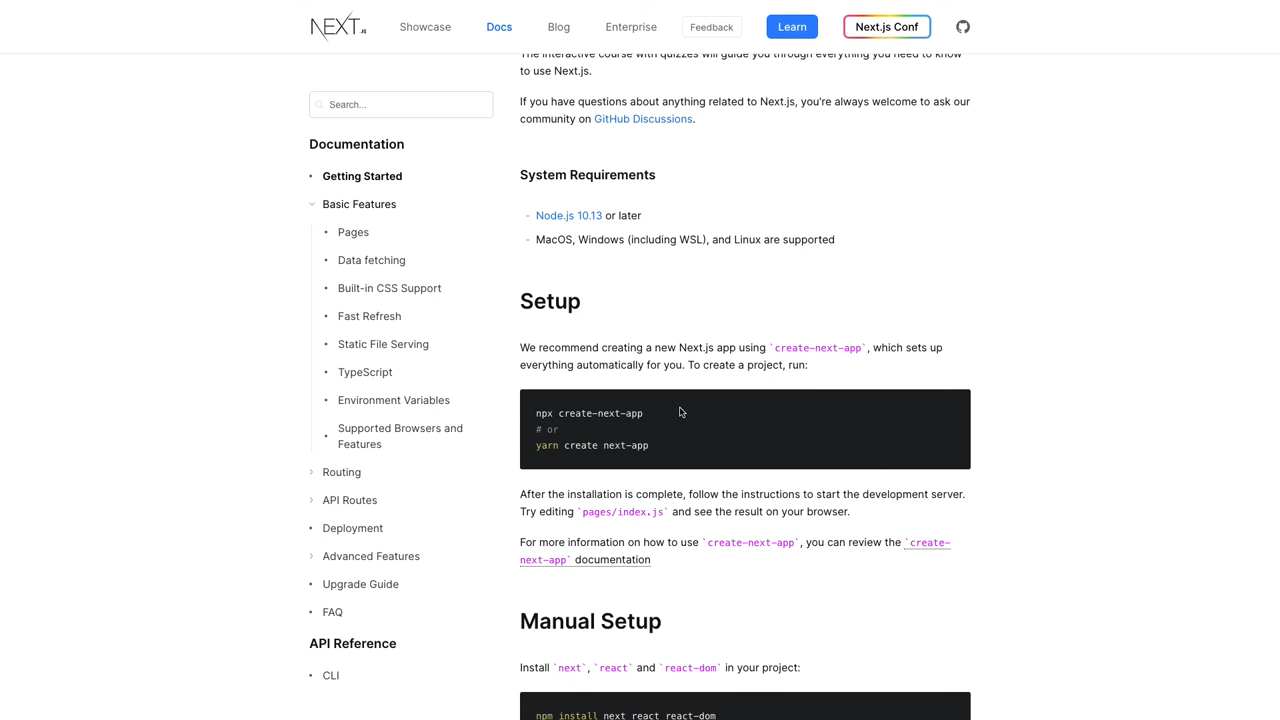 NEXT.JS
Showcase
Docs
Blog
Enterprise
Feedback
Learn
Next.js Conf
Search...
Documentation
Getting Started
Basic Features
Pages
Data fetching
Built-in CSS Support
Fast Refresh
Static File Serving
TypeScript
Environment Variables
Supported Browsers and
Features
Routing
API Routes
Deployment
Advanced Features
Upgrade Guide
FAQ
API Reference
CLI
The interactive course with quizzes will guide you through everything you need to know
to use Next.js.
If you have questions about anything related to Next.js, you're always welcome to ask our
community on GitHub Discussions.
System Requirements
- Node.js 10.13 or later
- MacOS, Windows (including WSL), and Linux are supported
Setup
We recommend creating a new Next.js app using `create-next-app`, which sets up
everything automatically for you. To create a project, run:
npx create-next-app
# or
yarn create next-app
After the installation is complete, follow the instructions to start the development server.
Try editing `pages/index.js` and see the result on your browser.
For more information on how to use `create-next-app`, you can review the `create-
next-app` documentation
Manual Setup
Install `next`, `react` and `react-dom` in your project:
npm install next react react-dom